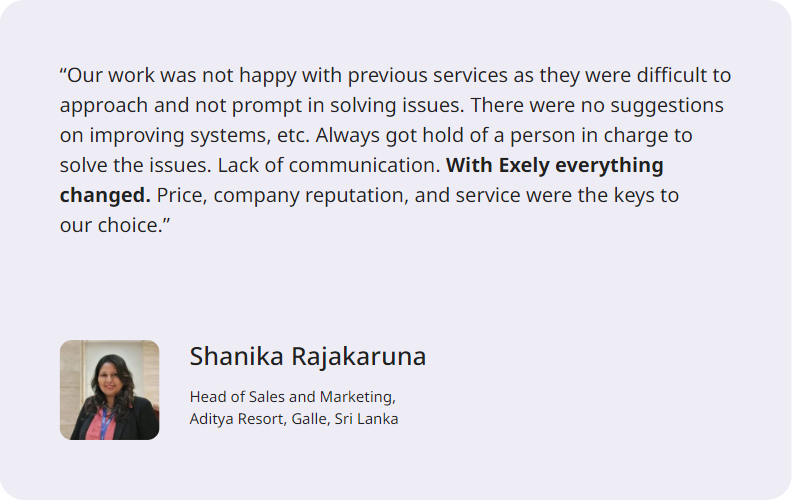 “Our work was not happy with previous services as they were difficult to
approach and not prompt in solving issues. There were no suggestions
on improving systems, etc. Always got hold of a person in charge to
solve the issues. Lack of communication. With Exely everything
changed. Price, company reputation, and service were the keys to
our choice.”
Shanika Rajakaruna
Head of Sales and Marketing,
Aditya Resort, Galle, Sri Lanka